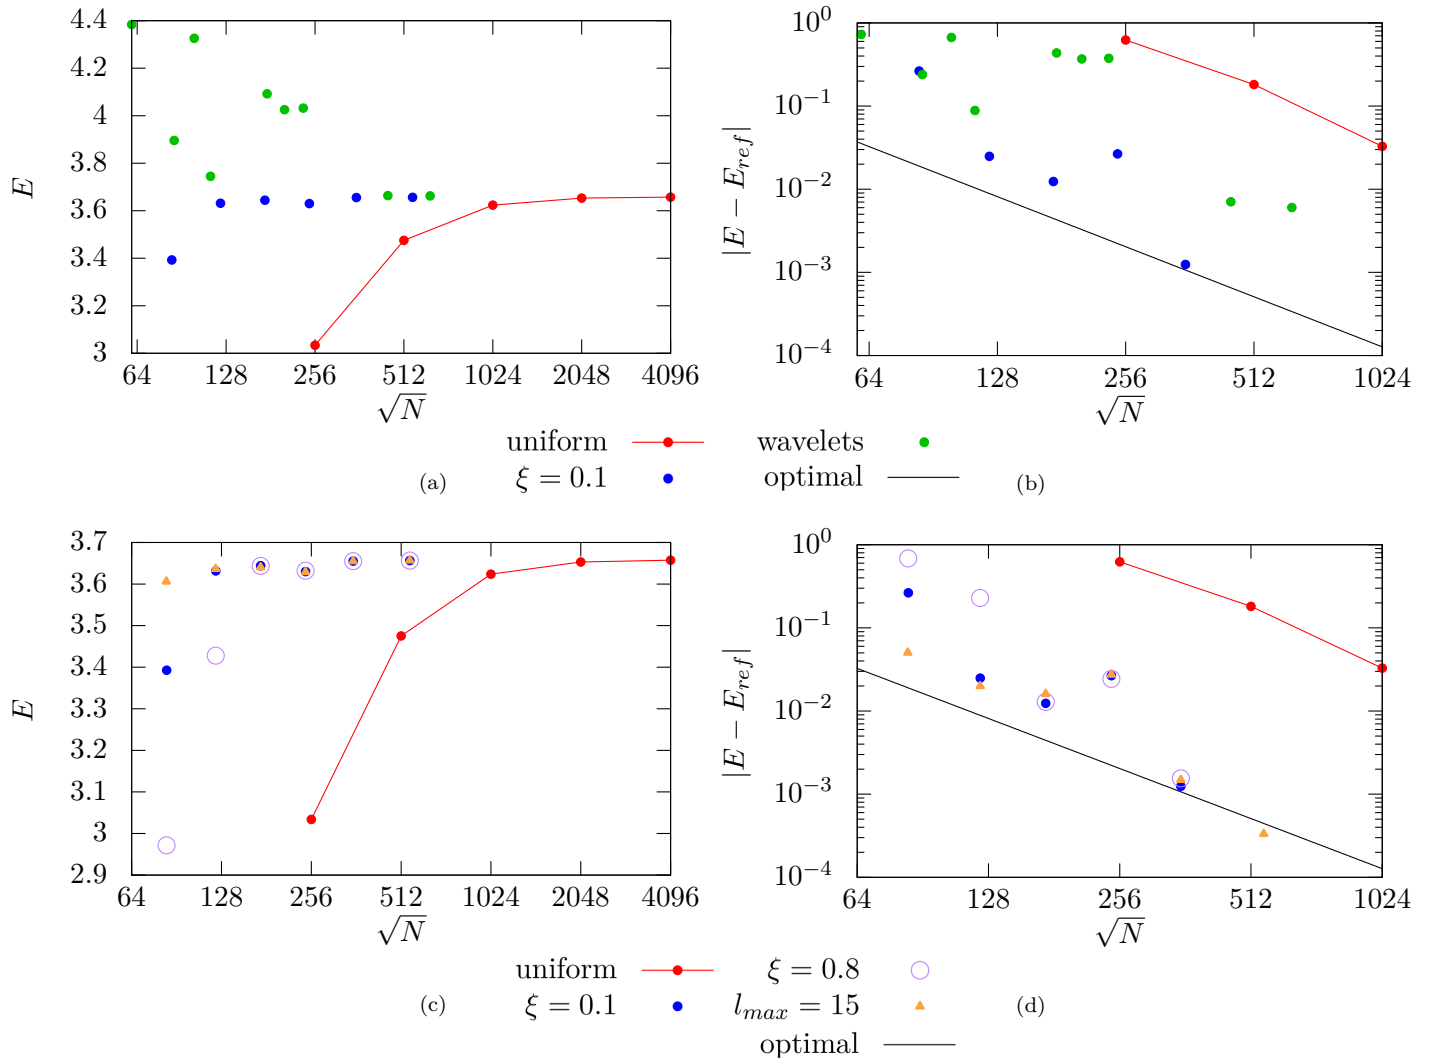 4.4
4.2
4
3.8
3.6
3.4
3.2
3
E
64 128 256 512 1024 2048 4096
√N
10^0
10^-1
10^-2
10^-3
10^-4
|E − E_ref|
64 128 256 512 1024
√N
uniform wavelets
ξ = 0.1 optimal
(a) (b)
3.7
3.6
3.5
3.4
3.3
3.2
3.1
3
2.9
E
64 128 256 512 1024 2048 4096
√N
10^0
10^-1
10^-2
10^-3
10^-4
|E − E_ref|
64 128 256 512 1024
√N
uniform ξ = 0.8
(c) ξ = 0.1 l_max = 15 (d)
optimal